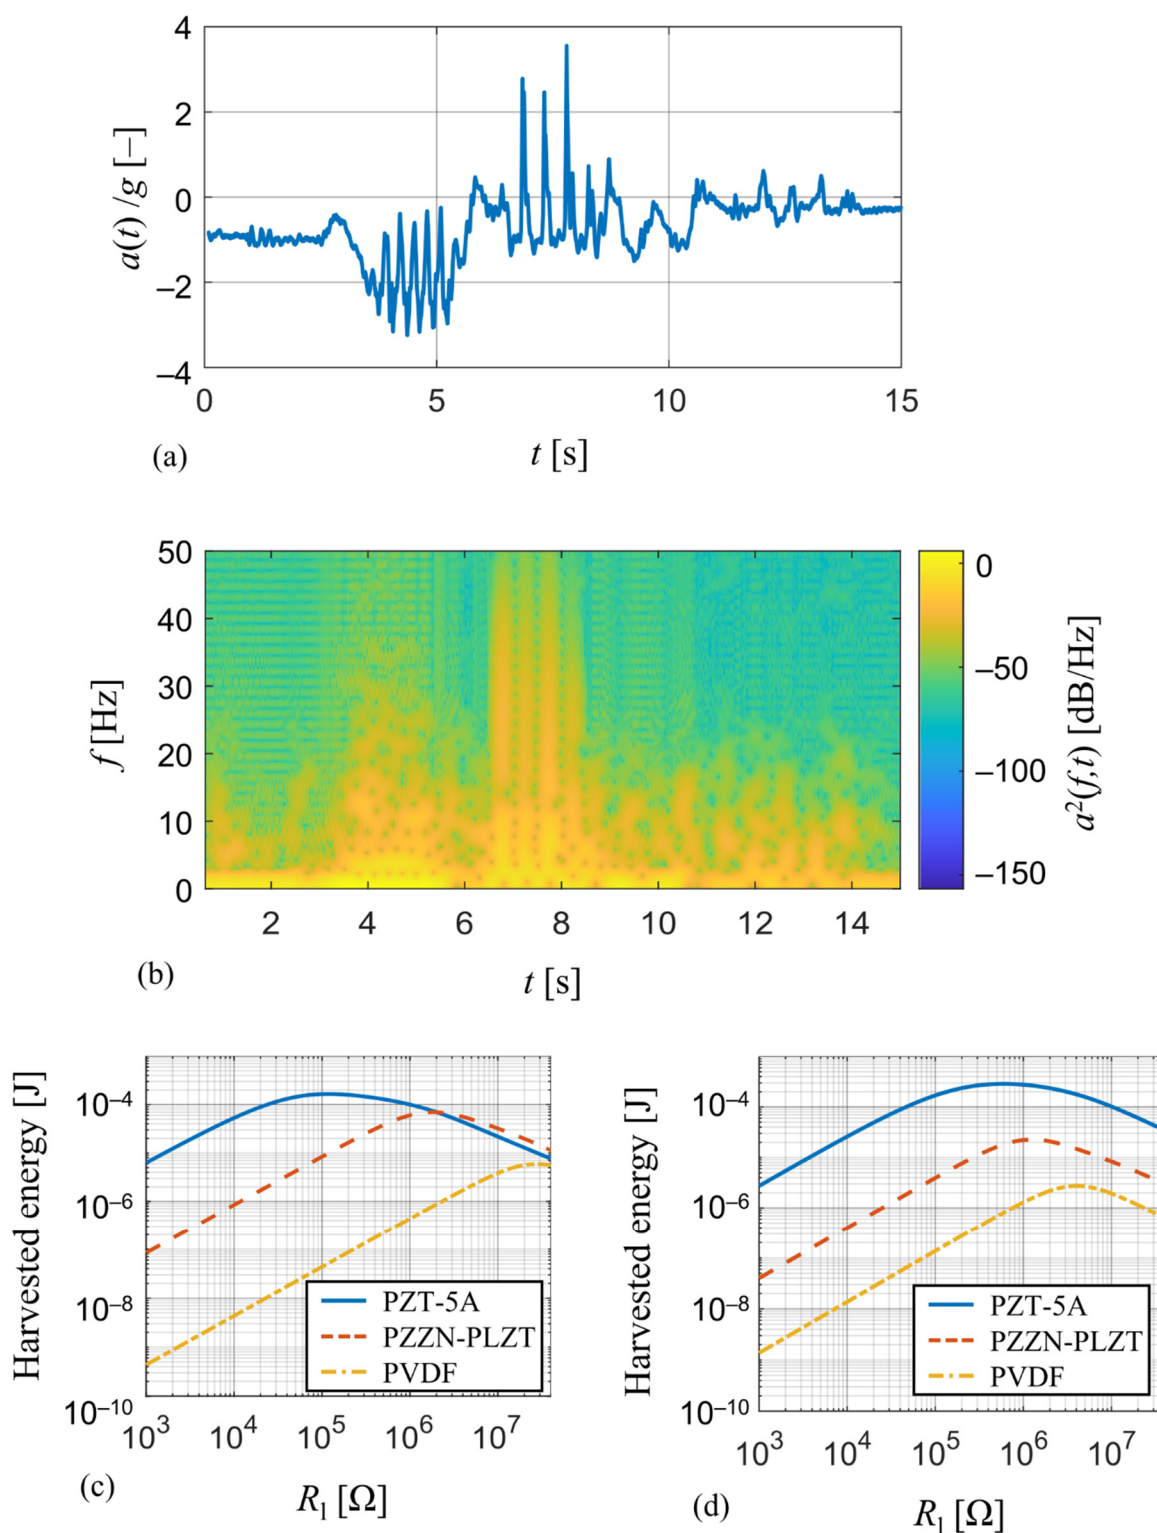 4
2
0
–2
–4
a(t) /g [–]
0 5 10 15
(a)
t [s]
50
40
30
20
10
0
f [Hz]
2 4 6 8 10 12 14
0
–50
–100
–150
a²(f,t) [dB/Hz]
(b)
t [s]
Harvested energy [J]
10⁻⁴
10⁻⁶
10⁻⁸
10⁻¹⁰
PZT-5A
PZZN-PLZT
PVDF
10³ 10⁴ 10⁵ 10⁶ 10⁷
(c)
Rₗ [Ω]
Harvested energy [J]
10⁻⁴
10⁻⁶
10⁻⁸
10⁻¹⁰
PZT-5A
PZZN-PLZT
PVDF
10³ 10⁴ 10⁵ 10⁶ 10⁷
(d)
Rₗ [Ω]